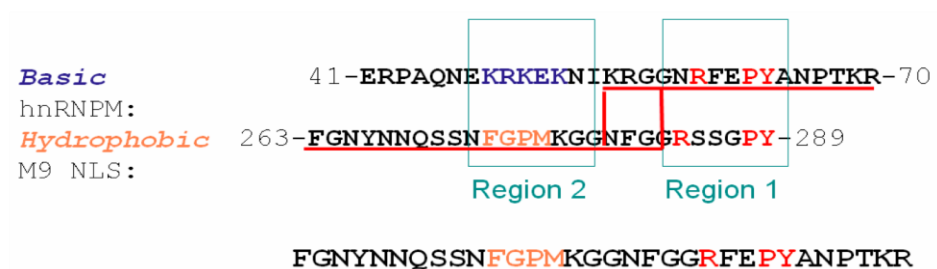 Basic 41-ERPAQNEKRKEKNIKRGGNRFEPYANPTKR-70
hnRNPM:
Hydrophobic 263-FGNYNNQSSNFGPMKGGNFGGRSSGPY-289
M9 NLS:
Region 2 Region 1
FGNYNNQSSNFGPMKGGNFGGRFEPYANPTKR